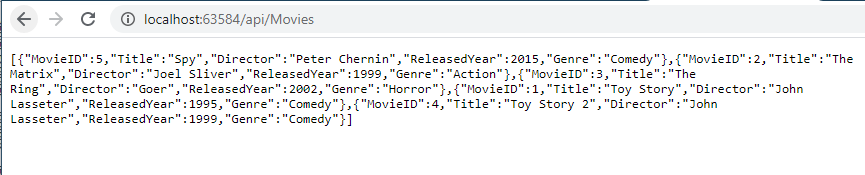 localhost:63584/api/Movies
[{"MovieID":5,"Title":"Spy","Director":"Peter Chernin","ReleasedYear":2015,"Genre":"Comedy"},{"MovieID":2,"Title":"The
Matrix","Director":"Joel Sliver","ReleasedYear":1999,"Genre":"Action"},{"MovieID":3,"Title":"The
Ring","Director":"Goer","ReleasedYear":2002,"Genre":"Horror"},{"MovieID":1,"Title":"Toy Story","Director":"John
Lasseter","ReleasedYear":1995,"Genre":"Comedy"},{"MovieID":4,"Title":"Toy Story 2","Director":"John
Lasseter","ReleasedYear":1999,"Genre":"Comedy"}]